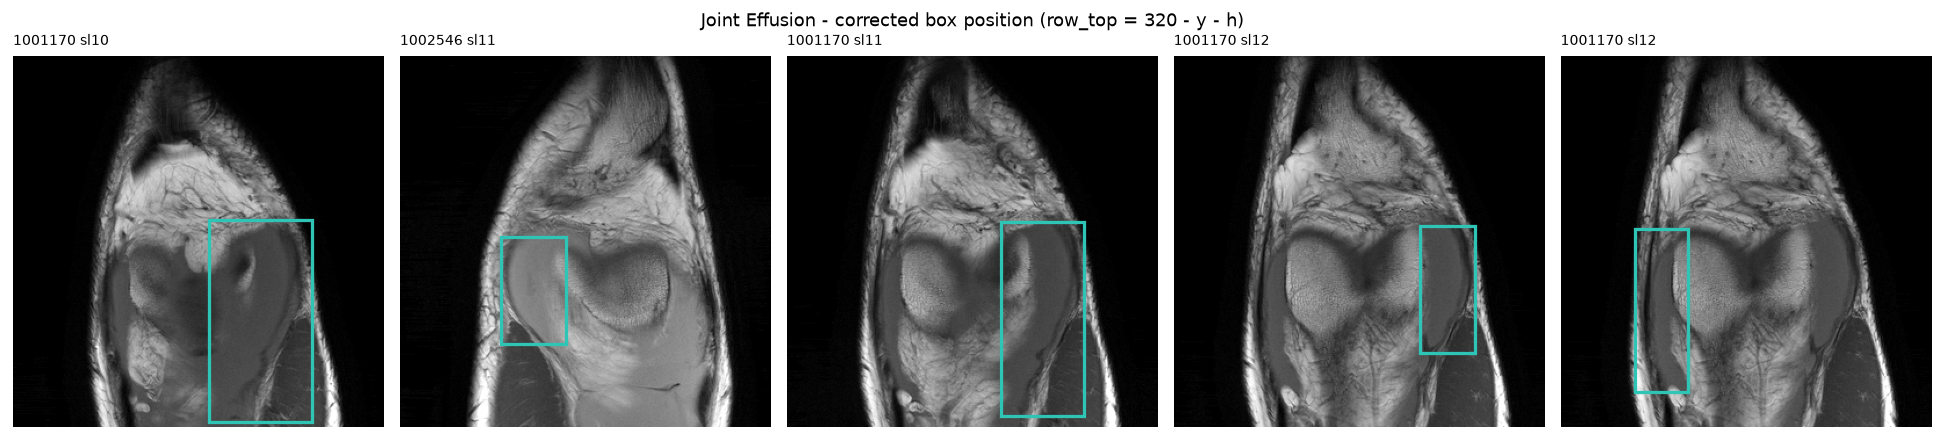 Joint Effusion - corrected box position (row_top = 320 - y - h)
1001170 sl10
1002546 sl11
1001170 sl11
1001170 sl12
1001170 sl12